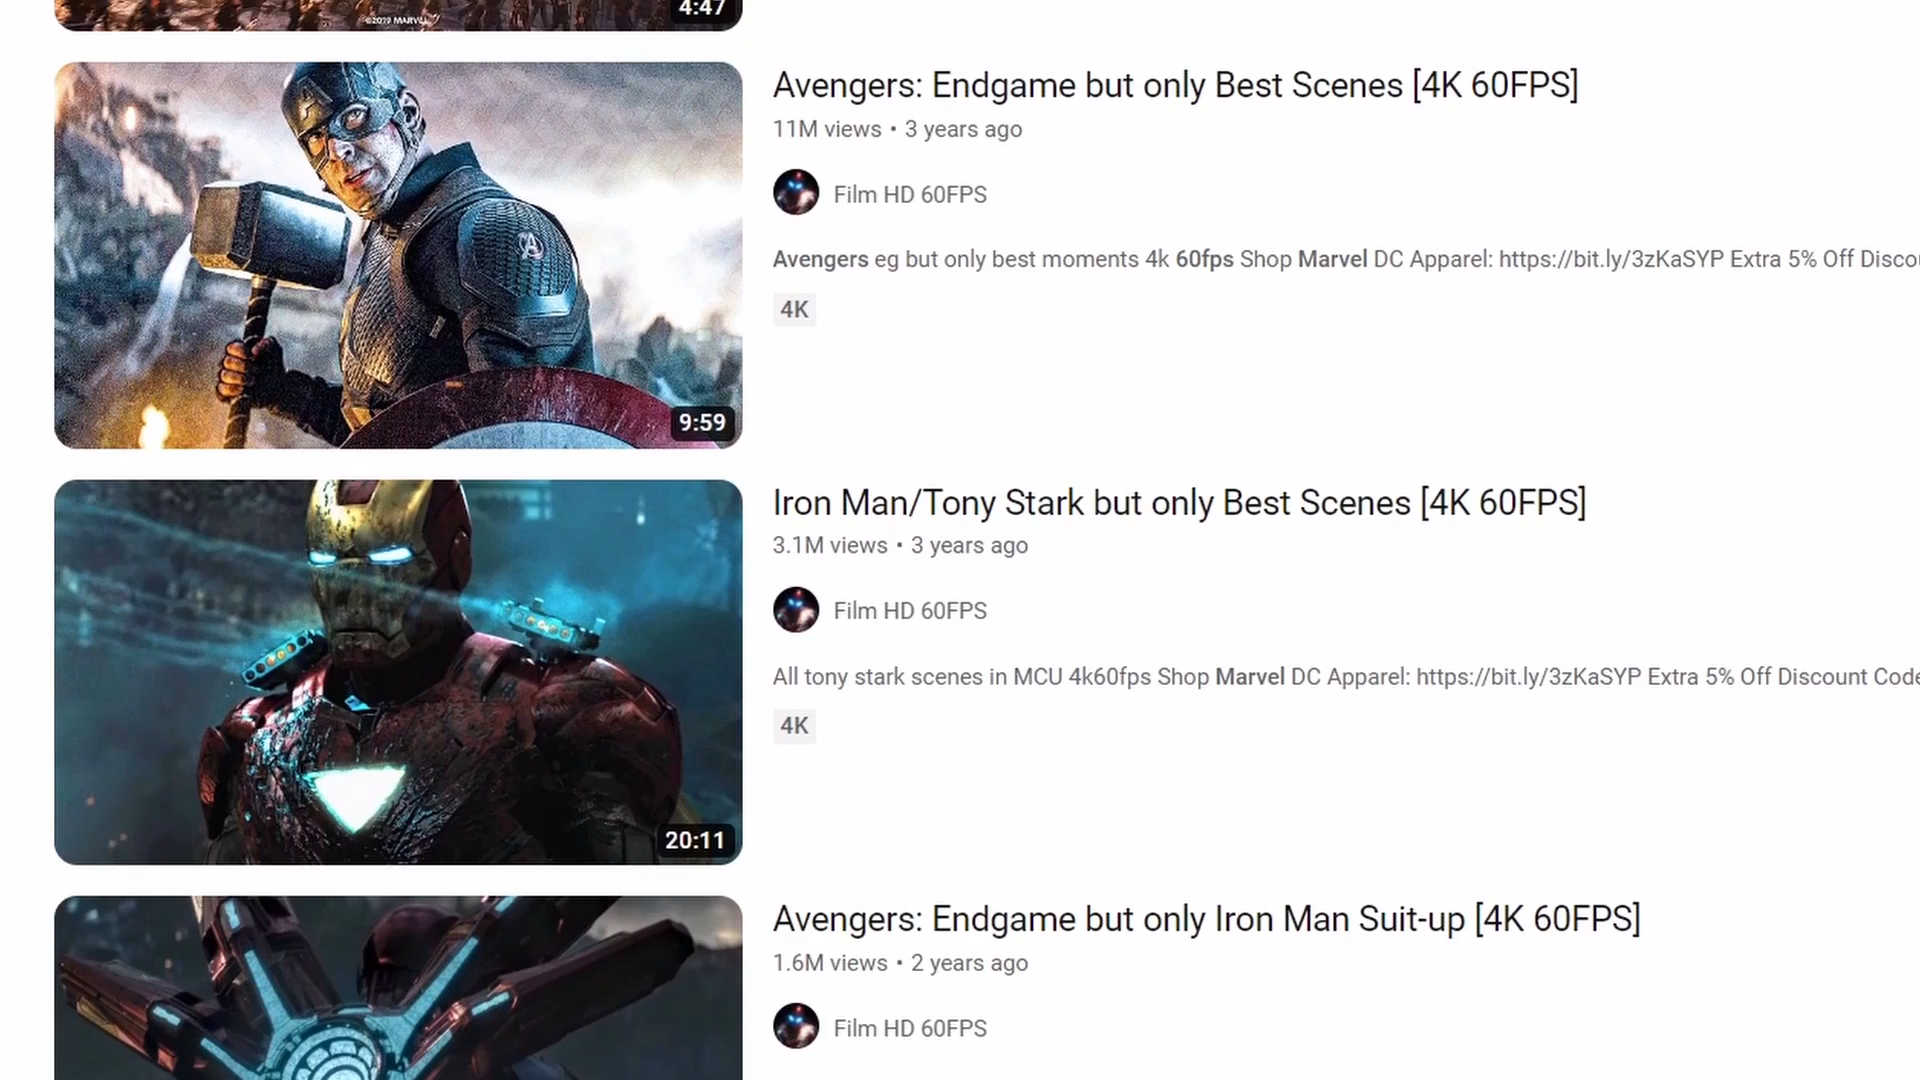 4:47
©2019 MARVEL
Avengers: Endgame but only Best Scenes [4K 60FPS]
11M views • 3 years ago
Film HD 60FPS
Avengers eg but only best moments 4k 60fps Shop Marvel DC Apparel: https://bit.ly/3zKaSYP Extra 5% Off Disco
4K
9:59
Iron Man/Tony Stark but only Best Scenes [4K 60FPS]
3.1M views • 3 years ago
Film HD 60FPS
All tony stark scenes in MCU 4k60fps Shop Marvel DC Apparel: https://bit.ly/3zKaSYP Extra 5% Off Discount Code
4K
20:11
Avengers: Endgame but only Iron Man Suit-up [4K 60FPS]
1.6M views • 2 years ago
Film HD 60FPS